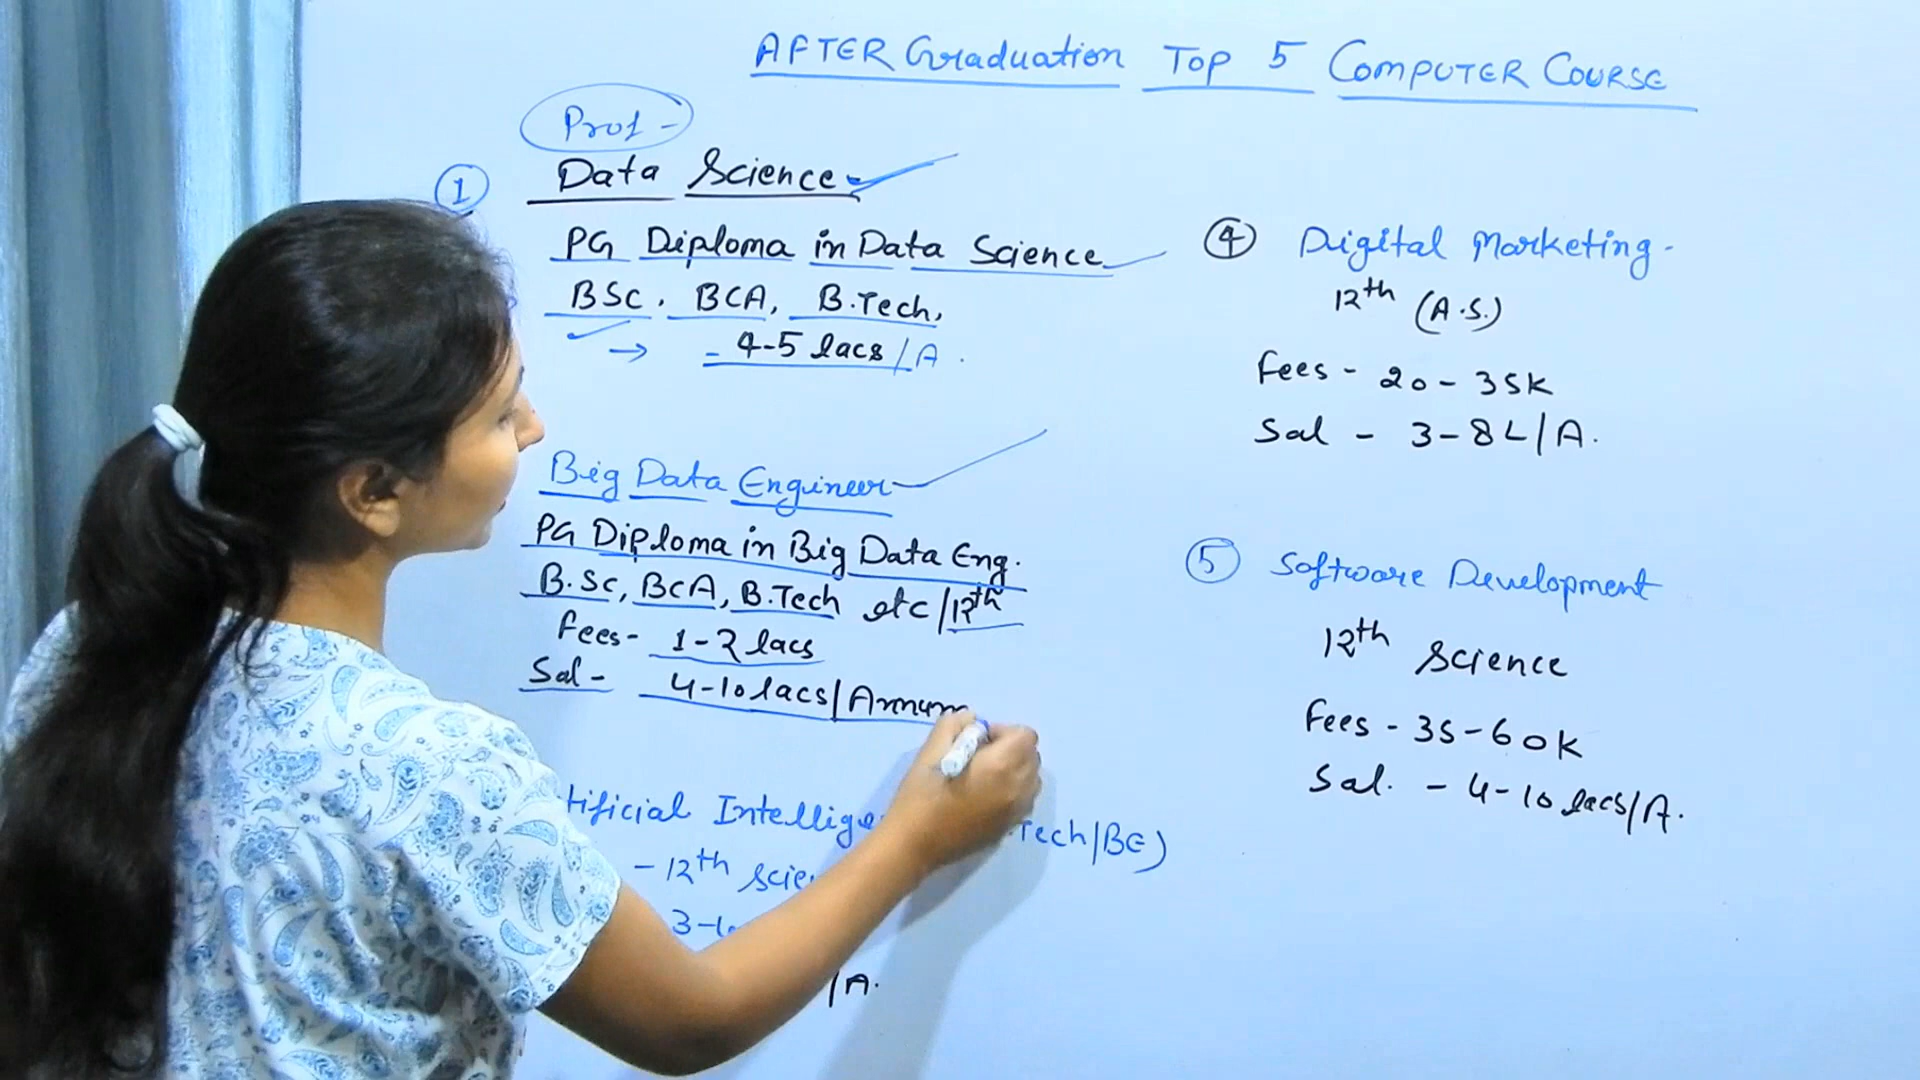 AFTER Graduation Top 5 COMPUTER COURSE
Prof -
① Data Science
PG Diploma in Data Science
BSc. BCA, B.Tech,
→ - 4-5 lacs/A.
Big Data Engineer
PG Diploma in Big Data Eng.
B.Sc, BCA, B.Tech etc/12th
Fees- 1-2 lacs
Sal- 4-10 lacs/Annum
tificial Intellige Tech/BE)
- 12th Scie
3-
/A.
④ Digital Marketing-
12th (A.S.)
Fees - 20-35K
Sal - 3-8L/A.
⑤ Software Development
12th Science
Fees - 35-60K
Sal. - 4-10 lacs/A.